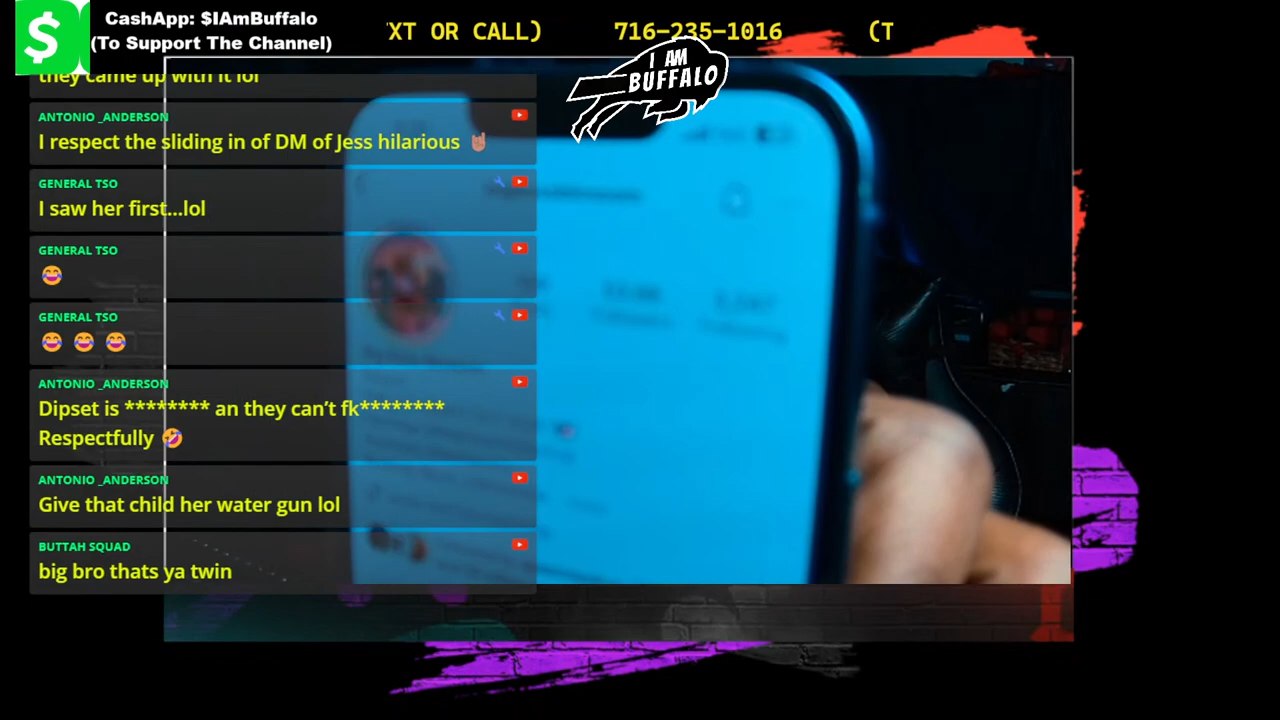 CashApp: $IAmBuffalo
(To Support The Channel)
XT OR CALL) 716-235-1016 (T
I AM
BUFFALO
they came up with it lol
ANTONIO _ANDERSON
I respect the sliding in of DM of Jess hilarious 🤘🏽
GENERAL TSO
I saw her first...lol
GENERAL TSO
😂
GENERAL TSO
😂 😂 😂
ANTONIO _ANDERSON
Dipset is ******** an they can’t fk********
Respectfully 🤣
ANTONIO _ANDERSON
Give that child her water gun lol
BUTTAH SQUAD
big bro thats ya twin